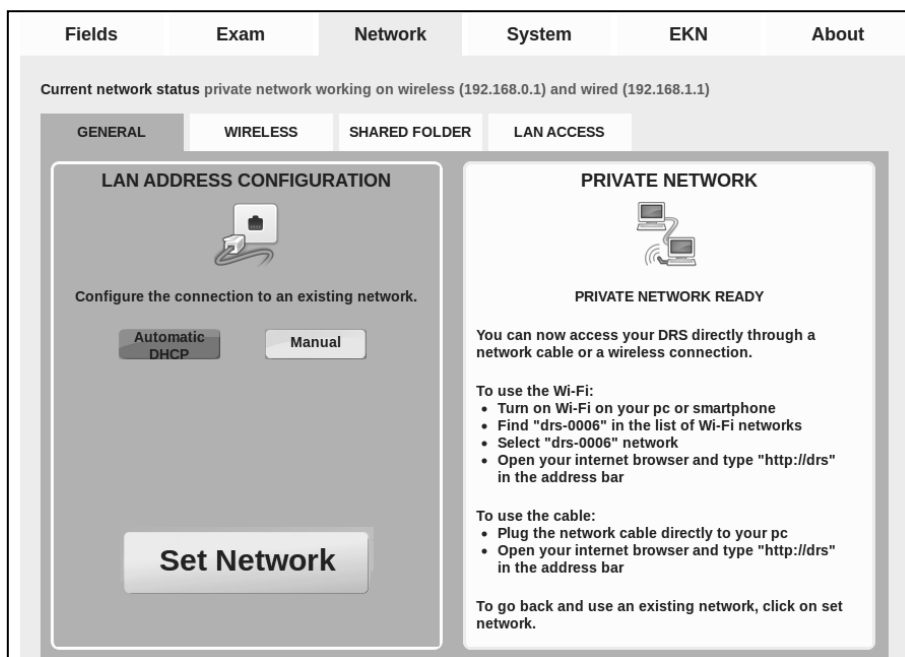 Fields Exam Network System EKN About
Current network status private network working on wireless (192.168.0.1) and wired (192.168.1.1)
GENERAL WIRELESS SHARED FOLDER LAN ACCESS
LAN ADDRESS CONFIGURATION
Configure the connection to an existing network.
Automatic
DHCP
Manual
Set Network
PRIVATE NETWORK
PRIVATE NETWORK READY
You can now access your DRS directly through a
network cable or a wireless connection.
To use the Wi-Fi:
• Turn on Wi-Fi on your pc or smartphone
• Find "drs-0006" in the list of Wi-Fi networks
• Select "drs-0006" network
• Open your internet browser and type "http://drs"
in the address bar
To use the cable:
• Plug the network cable directly to your pc
• Open your internet browser and type "http://drs"
in the address bar
To go back and use an existing network, click on set
network.